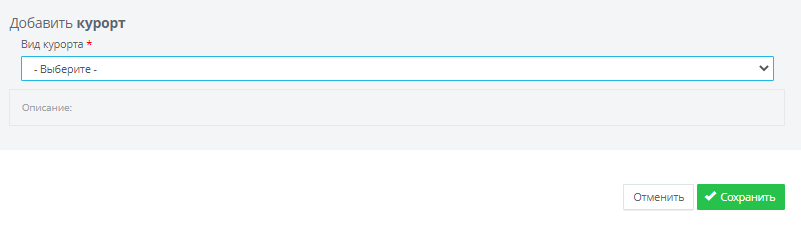 Добавить курорт
Вид курорта *
- Выберите -
Описание:
Отменить Сохранить